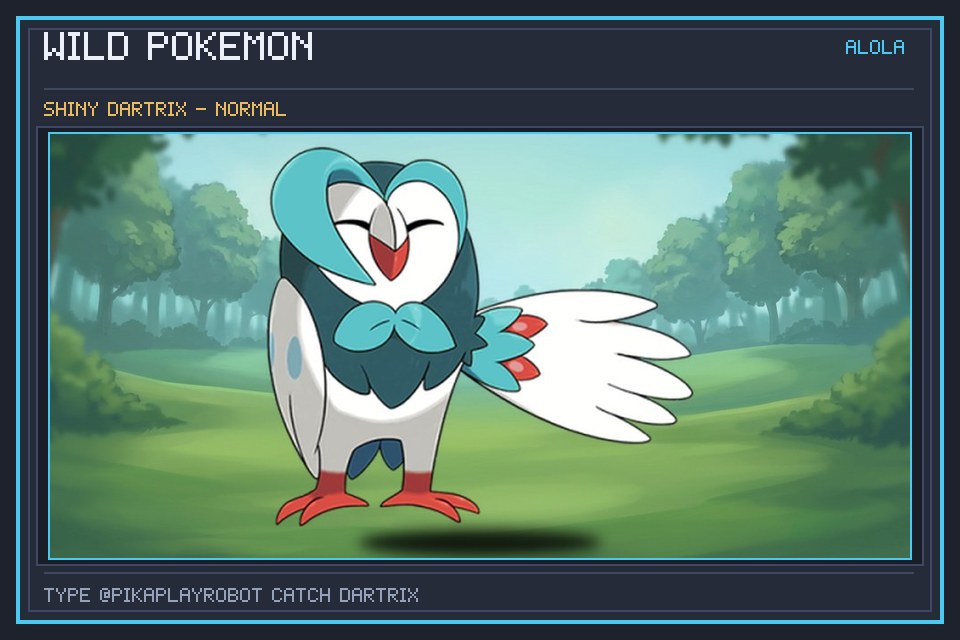 WILD POKEMON
ALOLA
SHINY DARTRIX - NORMAL
TYPE @PIKAPLAYROBOT CATCH DARTRIX